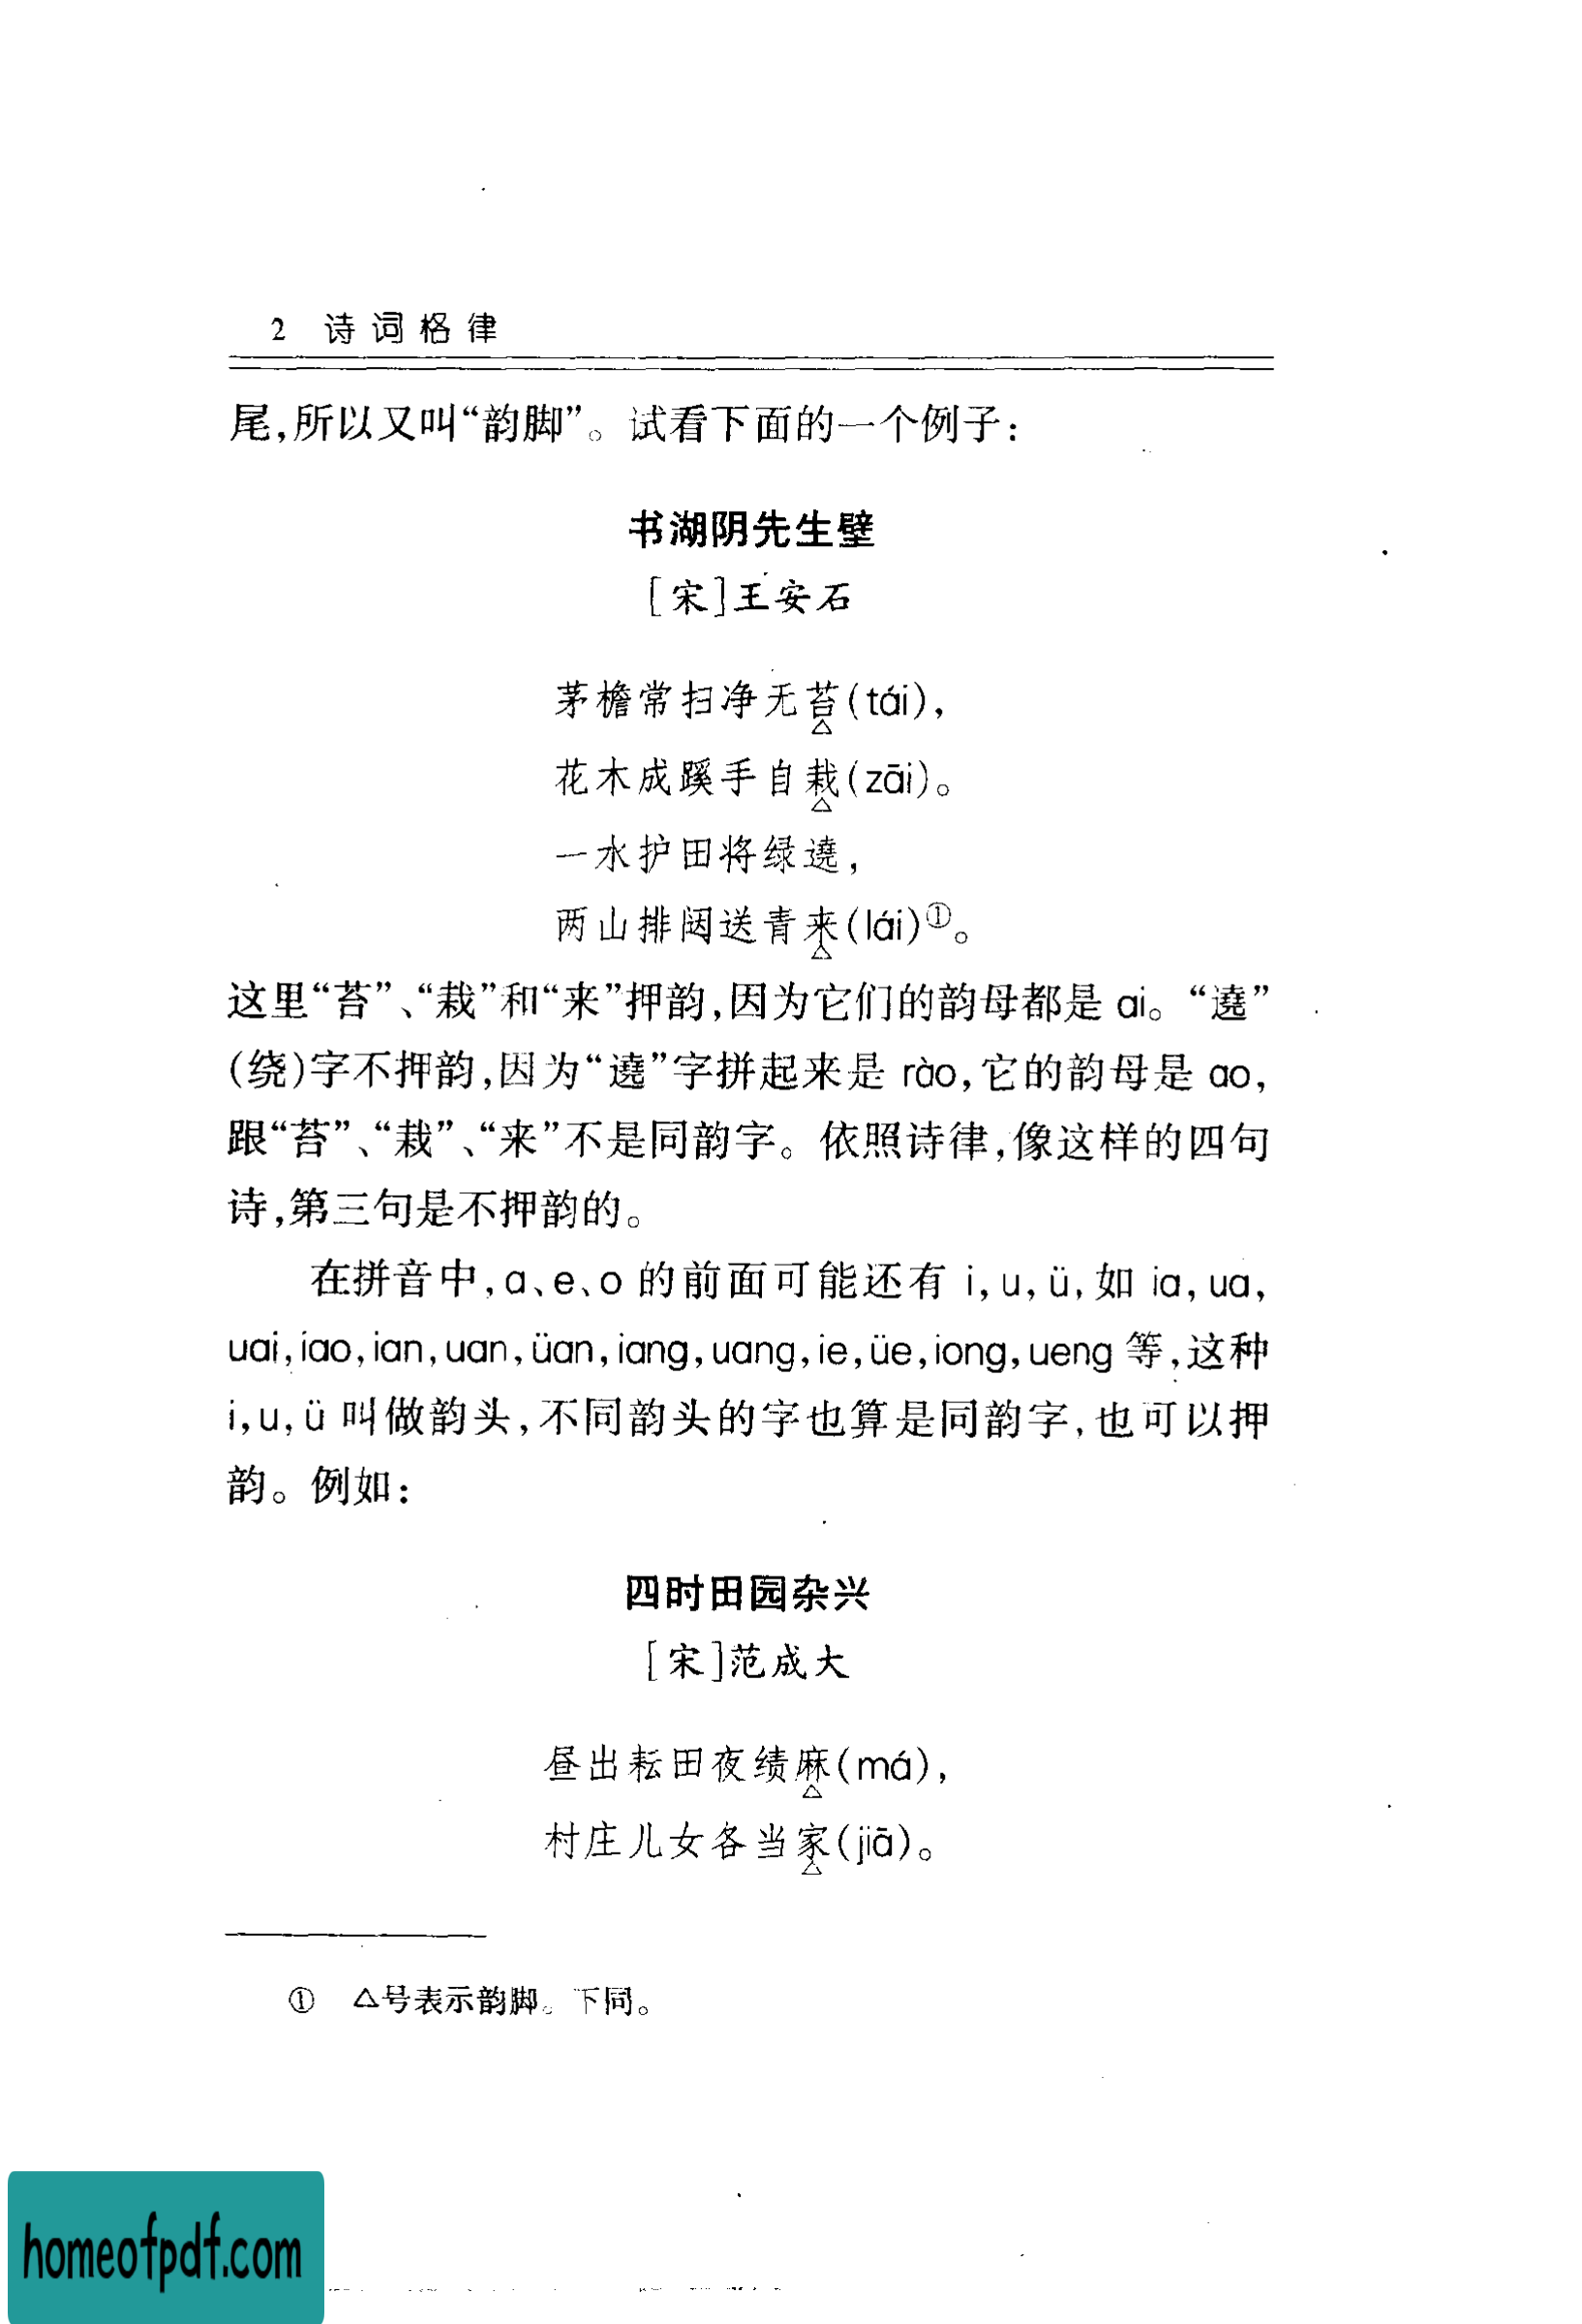 2 诗词格律
尾,所以又叫“韵脚”。试看下面的一个例子:
书湖阴先生壁
[宋]王安石
茅檐常扫净无苔(tái),
△
花木成蹊手自栽(zāi)。
△
一水护田将绿遶,
两山排闼送青来(lái)①。
△
这里“苔”、“栽”和“来”押韵,因为它们的韵母都是 ai。“遶”
(绕)字不押韵,因为“遶”字拼起来是 rào,它的韵母是 ao,
跟“苔”、“栽”、“来”不是同韵字。依照诗律,像这样的四句
诗,第三句是不押韵的。
在拼音中,a、e、o 的前面可能还有 i,u,ü,如 ia,ua,
uai,iao,ian,uan,üan,iang,uang,ie,üe,iong,ueng 等,这种
i,u,ü 叫做韵头,不同韵头的字也算是同韵字,也可以押
韵。例如:
四时田园杂兴
[宋]范成大
昼出耘田夜绩麻(má),
△
村庄儿女各当家(jiā)。
△
① △号表示韵脚。下同。
homeofpdf.com